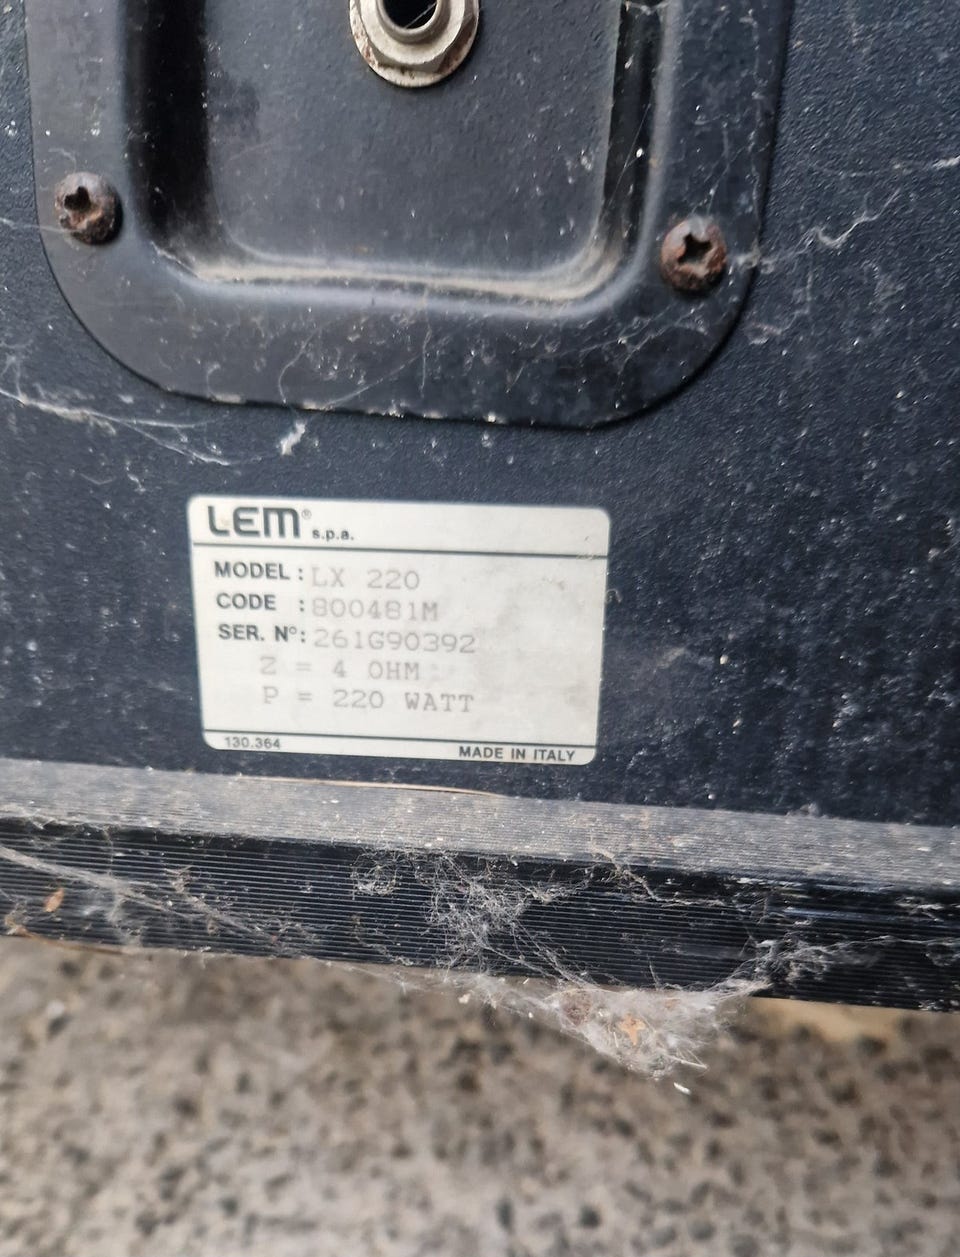 LEM® s.p.a.
MODEL : LX 220
CODE : 800481M
SER. N°: 261G90392
Z = 4 OHM
P = 220 WATT
130.364 MADE IN ITALY